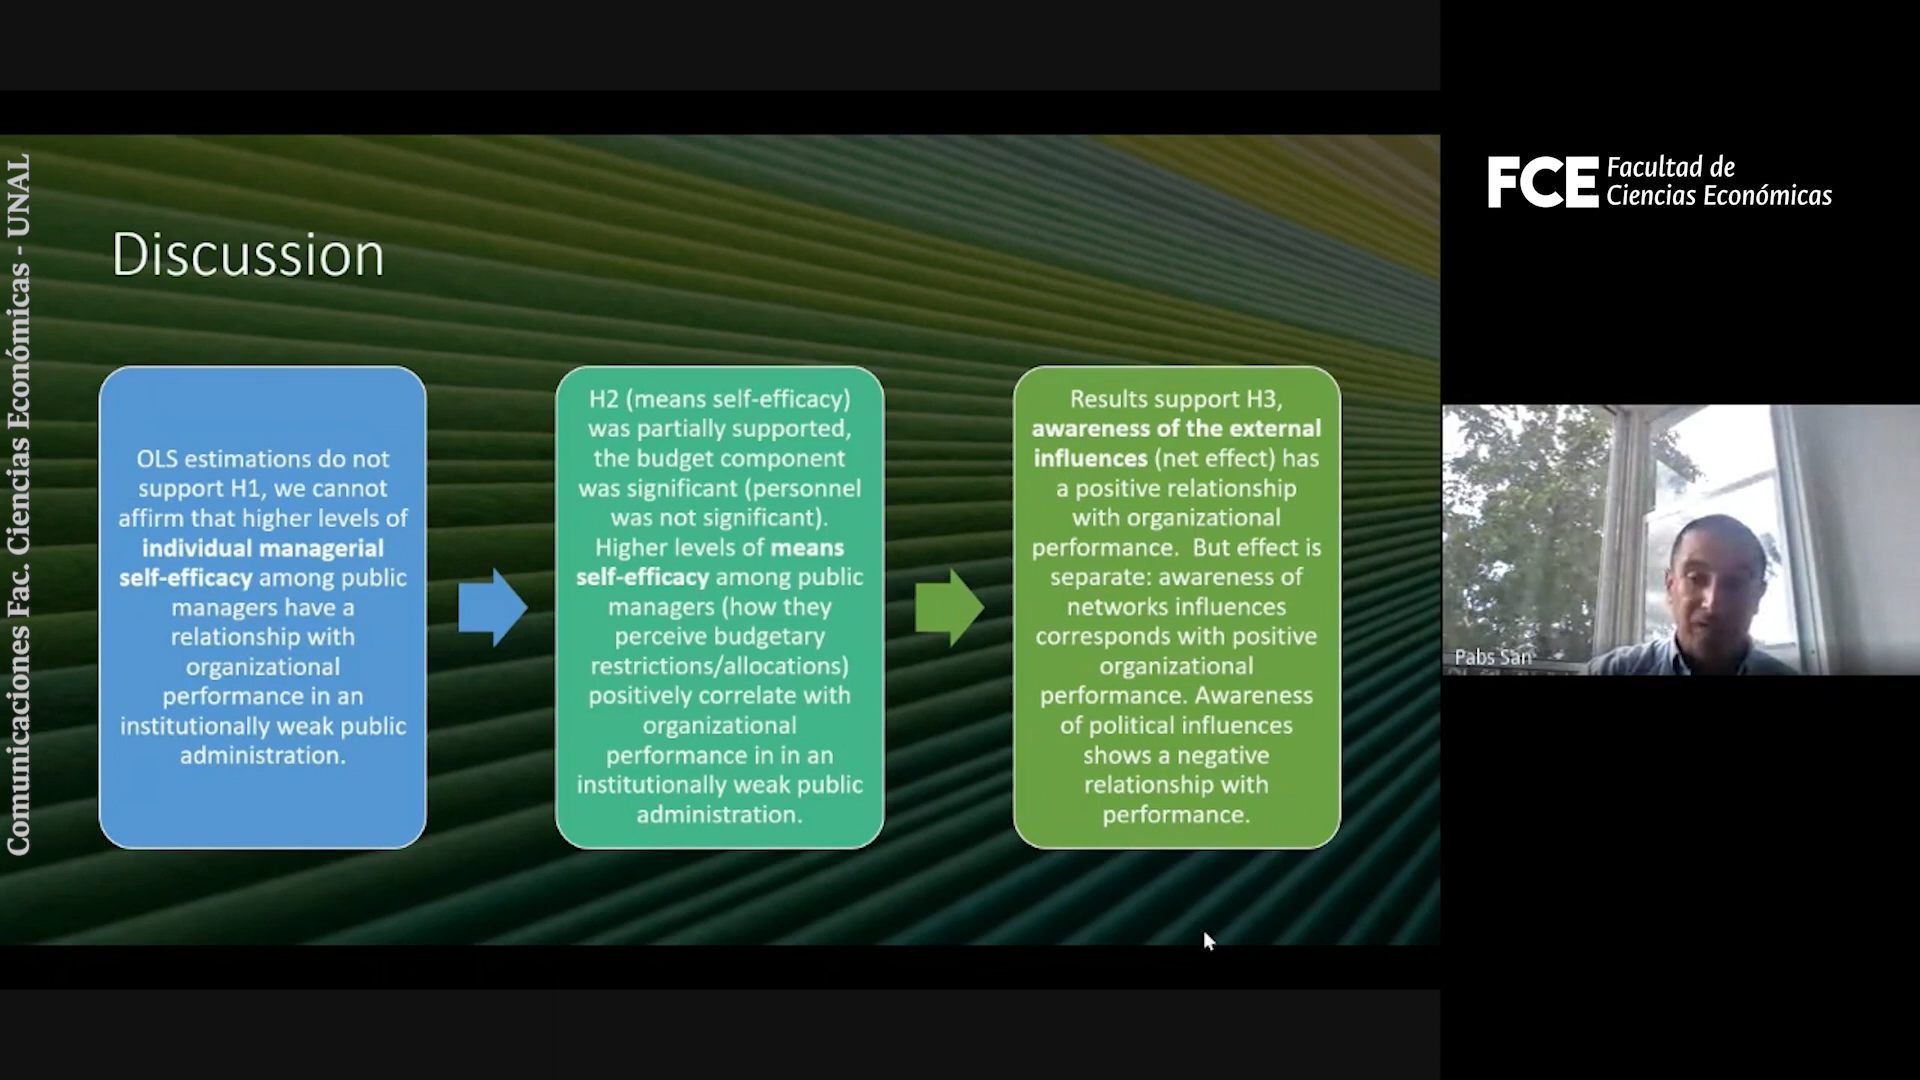 Comunicaciones Fac. Ciencias Económicas - UNAL
Discussion
OLS estimations do not
support H1, we cannot
affirm that higher levels of
individual managerial
self-efficacy among public
managers have a
relationship with
organizational
performance in an
institutionally weak public
administration.
H2 (means self-efficacy)
was partially supported,
the budget component
was significant (personnel
was not significant).
Higher levels of means
self-efficacy among public
managers (how they
perceive budgetary
restrictions/allocations)
positively correlate with
organizational
performance in in an
institutionally weak public
administration.
Results support H3,
awareness of the external
influences (net effect) has
a positive relationship
with organizational
performance. But effect is
separate: awareness of
networks influences
corresponds with positive
organizational
performance. Awareness
of political influences
shows a negative
relationship with
performance.
FCE Facultad de
Ciencias Económicas
Pabs San